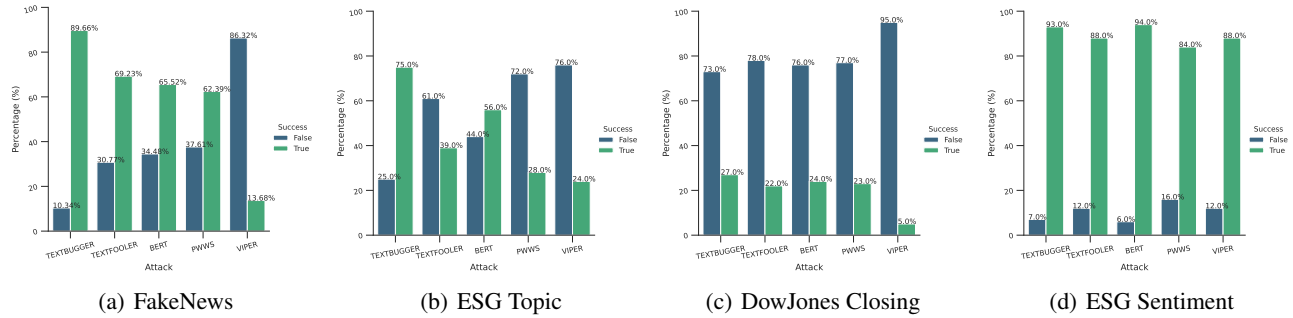 100
80
60
40
20
0
Percentage (%)
10.34%
89.66%
30.77%
69.23%
34.48%
65.52%
37.61%
62.39%
86.32%
13.68%
TEXTBUGGER
TEXTFOOLER
BERT
PWWS
VIPER
Attack
Success
False
True
(a) FakeNews
100
80
60
40
20
0
Percentage (%)
25.0%
75.0%
61.0%
39.0%
44.0%
56.0%
72.0%
28.0%
76.0%
24.0%
TEXTBUGGER
TEXTFOOLER
BERT
PWWS
VIPER
Attack
Success
False
True
(b) ESG Topic
100
80
60
40
20
0
Percentage (%)
73.0%
27.0%
78.0%
22.0%
76.0%
24.0%
77.0%
23.0%
95.0%
5.0%
TEXTBUGGER
TEXTFOOLER
BERT
PWWS
VIPER
Attack
Success
False
True
(c) DowJones Closing
100
80
60
40
20
0
Percentage (%)
7.0%
93.0%
12.0%
88.0%
6.0%
94.0%
16.0%
84.0%
12.0%
88.0%
TEXTBUGGER
TEXTFOOLER
BERT
PWWS
VIPER
Attack
Success
False
True
(d) ESG Sentiment